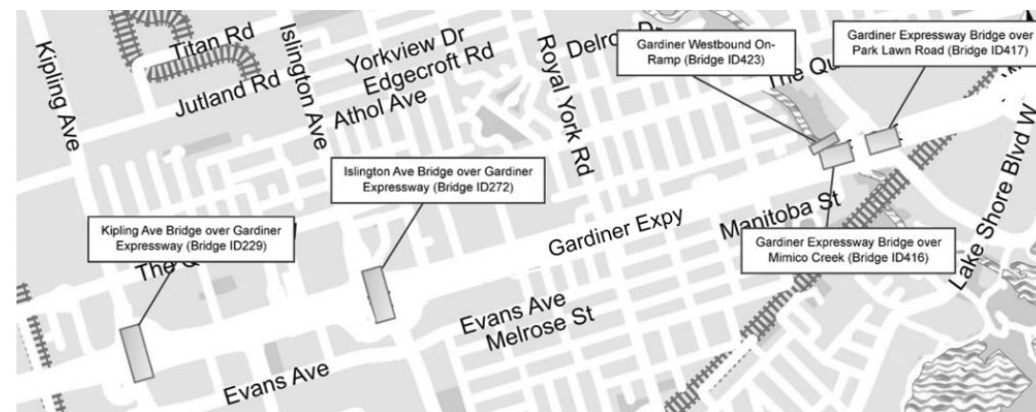 Kipling Ave
Titan Rd
Jutland Rd
Islington Ave
Yorkview Dr
Edgecroft Rd
Athol Ave
Royal York Rd
Gardiner Westbound On-
Ramp (Bridge ID423)
Gardiner Expressway Bridge over
Park Lawn Road (Bridge ID417)
Islington Ave Bridge over Gardiner
Expressway (Bridge ID272)
Kipling Ave Bridge over Gardiner
Expressway (Bridge ID229)
Gardiner Expy
Manitoba St
Gardiner Expressway Bridge over
Mimico Creek (Bridge ID416)
Lake Shore Blvd W
Evans Ave
Melrose St
Evans Ave